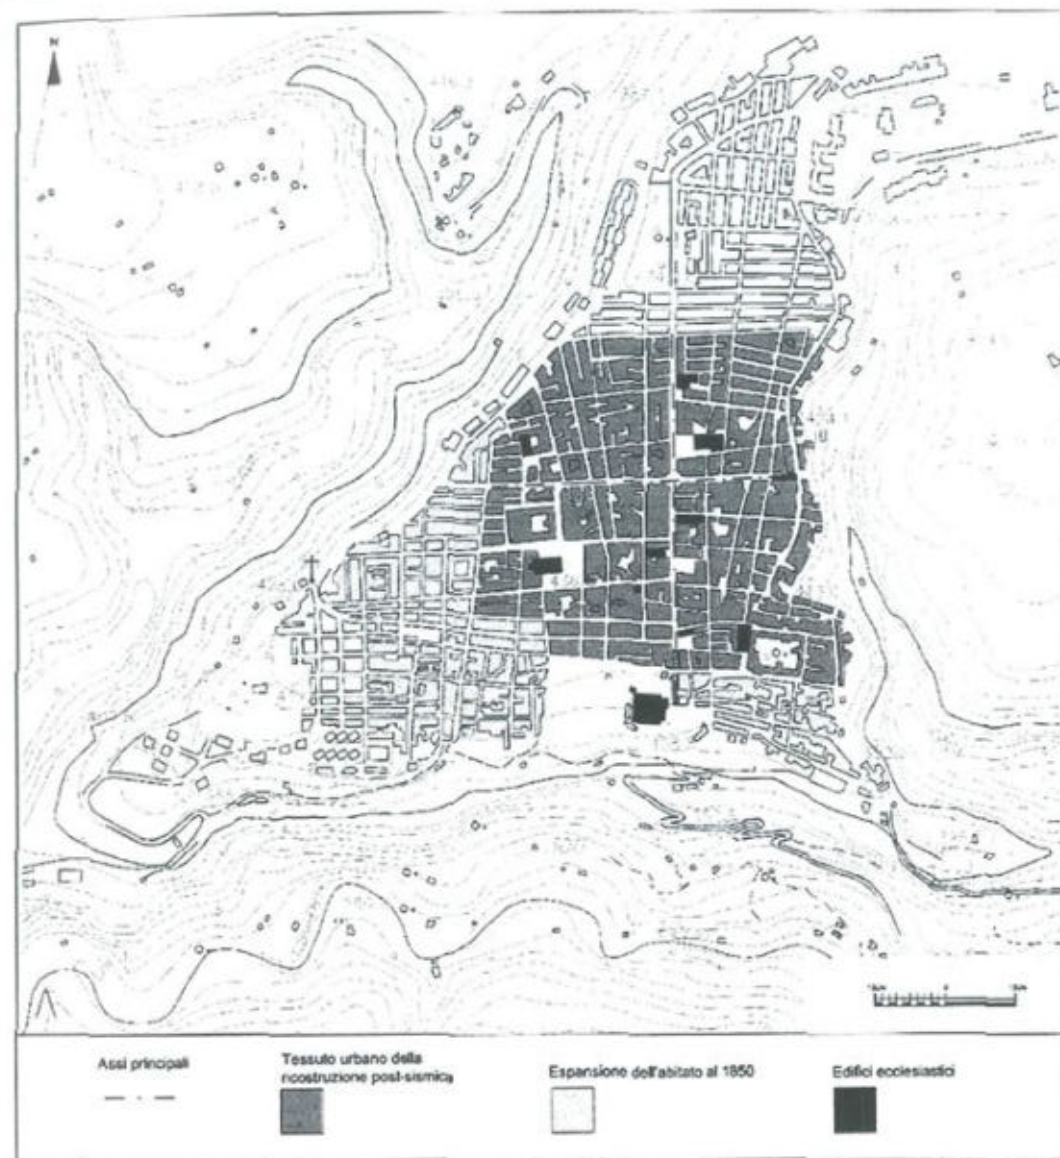 N
Assi principali
Tessuto urbano della
ricostruzione post-sismica
Espansione dell'abitato al 1850
Edifici ecclesiastici